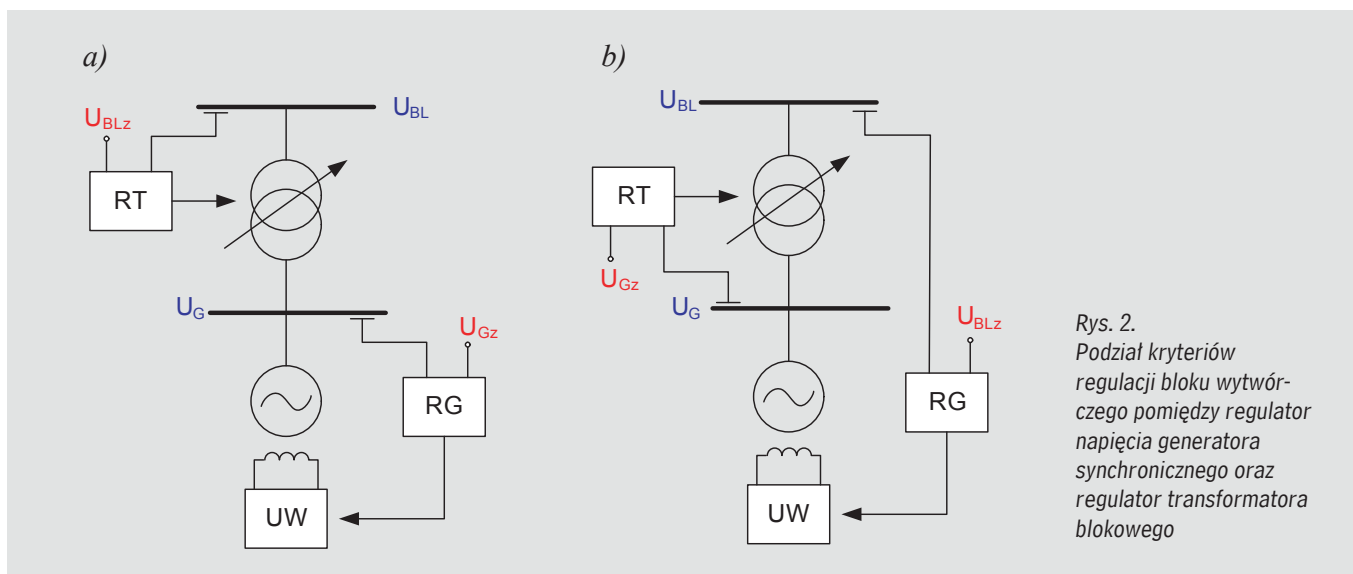 a)
U_BLz
U_BL
RT
U_G
U_Gz
RG
UW
b)
U_BL
RT
U_Gz
U_G
U_BLz
RG
UW
Rys. 2.
Podział kryteriów
regulacji bloku wytwór-
czego pomiędzy regulator
napięcia generatora
synchronicznego oraz
regulator transformatora
blokowego